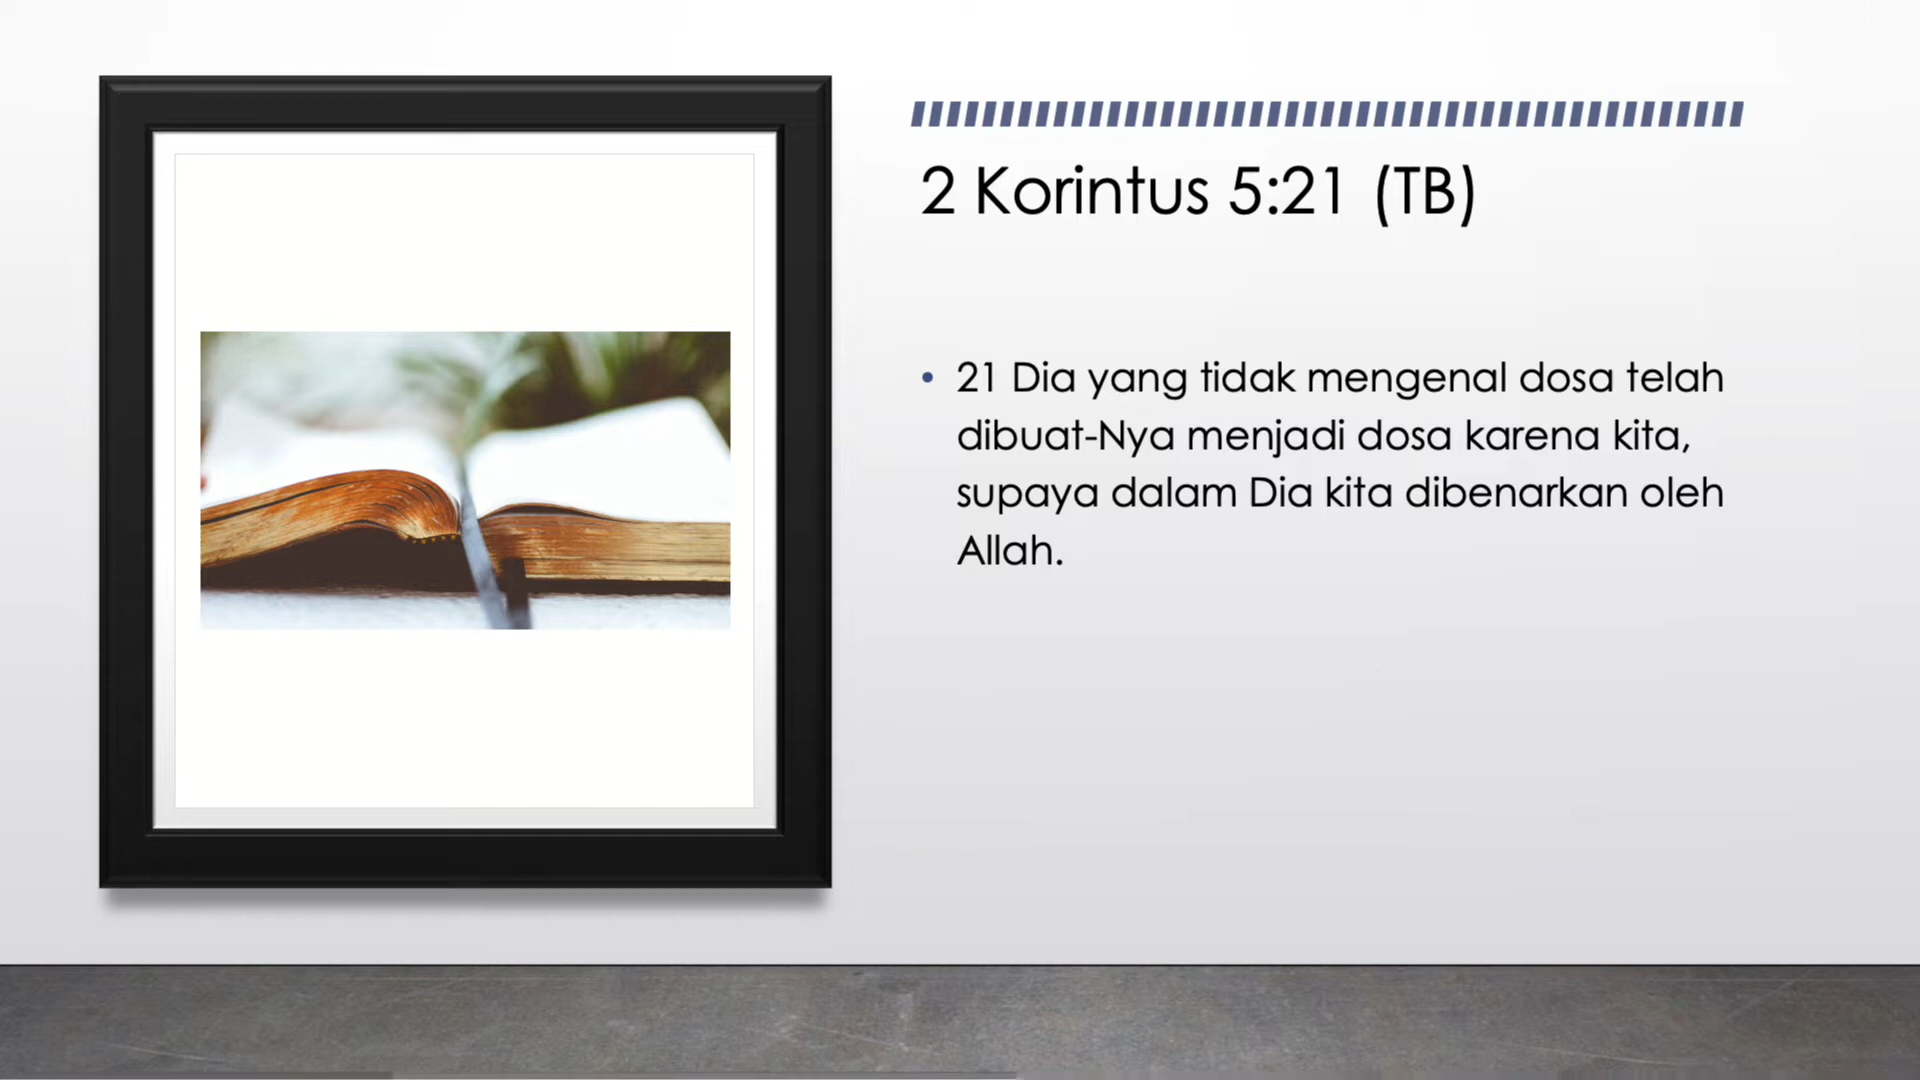 2 Korintus 5:21 (TB)
• 21 Dia yang tidak mengenal dosa telah
dibuat-Nya menjadi dosa karena kita,
supaya dalam Dia kita dibenarkan oleh
Allah.